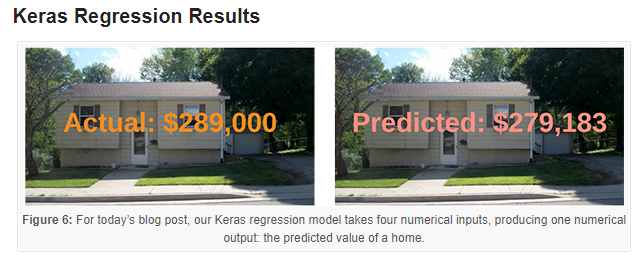 Keras Regression Results
Actual: $289,000
Predicted: $279,183
Figure 6: For today's blog post, our Keras regression model takes four numerical inputs, producing one numerical
output: the predicted value of a home.